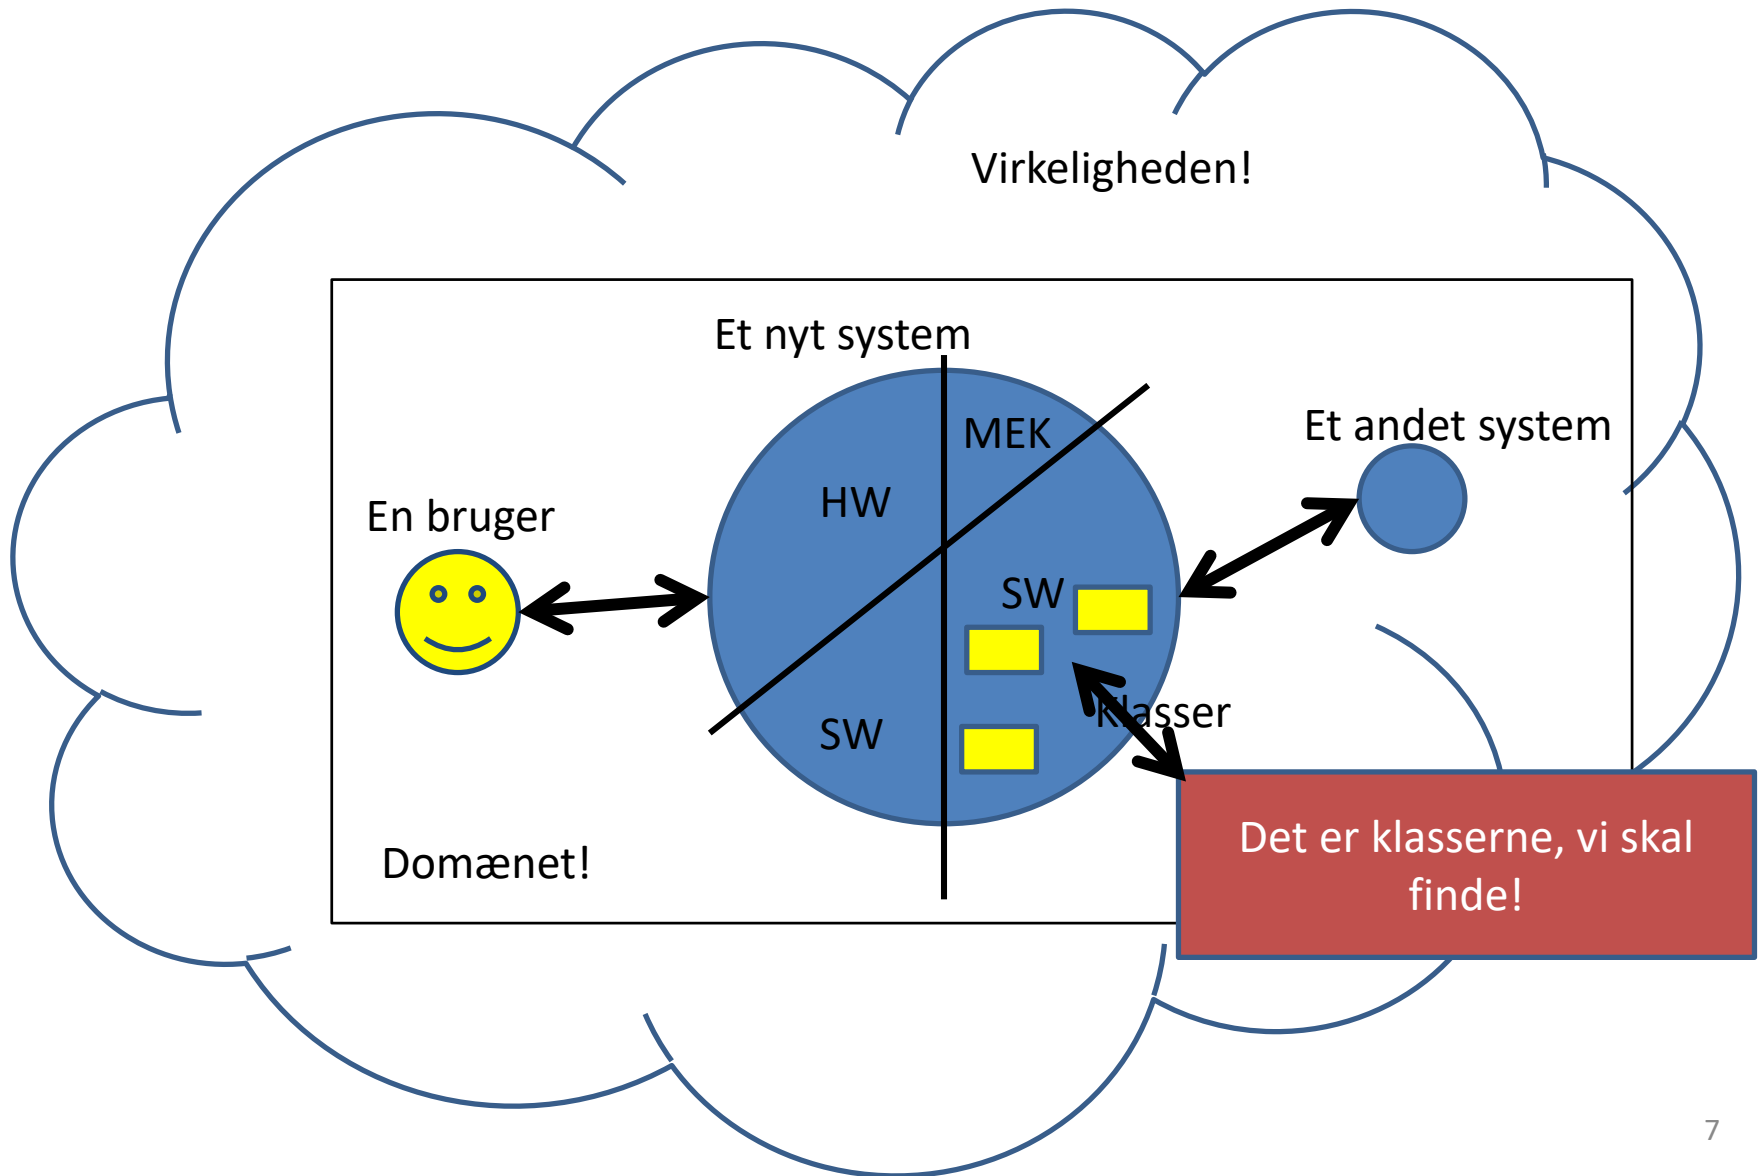 Virkeligheden!
Et nyt system
MEK
Et andet system
HW
En bruger
SW
Klasser
SW
Det er klasserne, vi skal
finde!
Domænet!
7